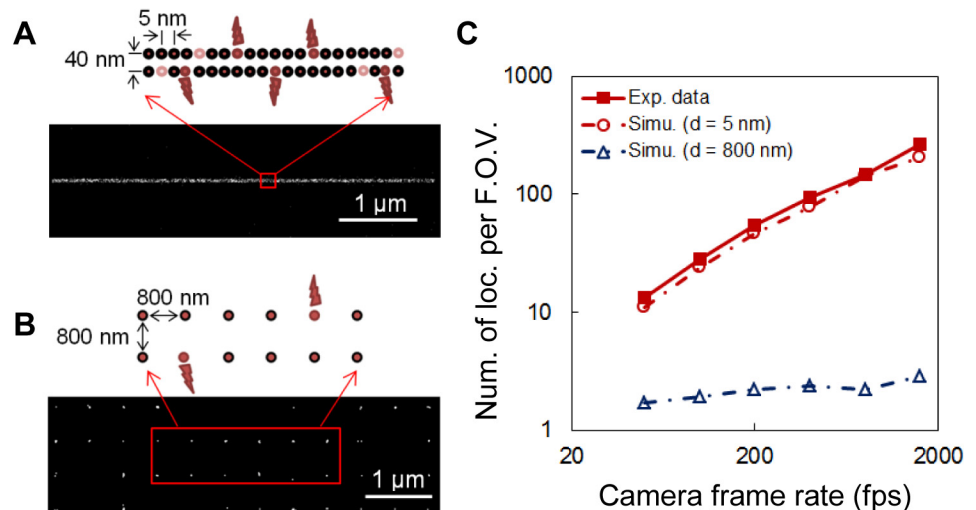 A
5 nm
40 nm
1 µm
B
800 nm
800 nm
1 µm
C
Num. of loc. per F.O.V.
1000
100
10
1
Exp. data
Simu. (d = 5 nm)
Simu. (d = 800 nm)
20
200
2000
Camera frame rate (fps)